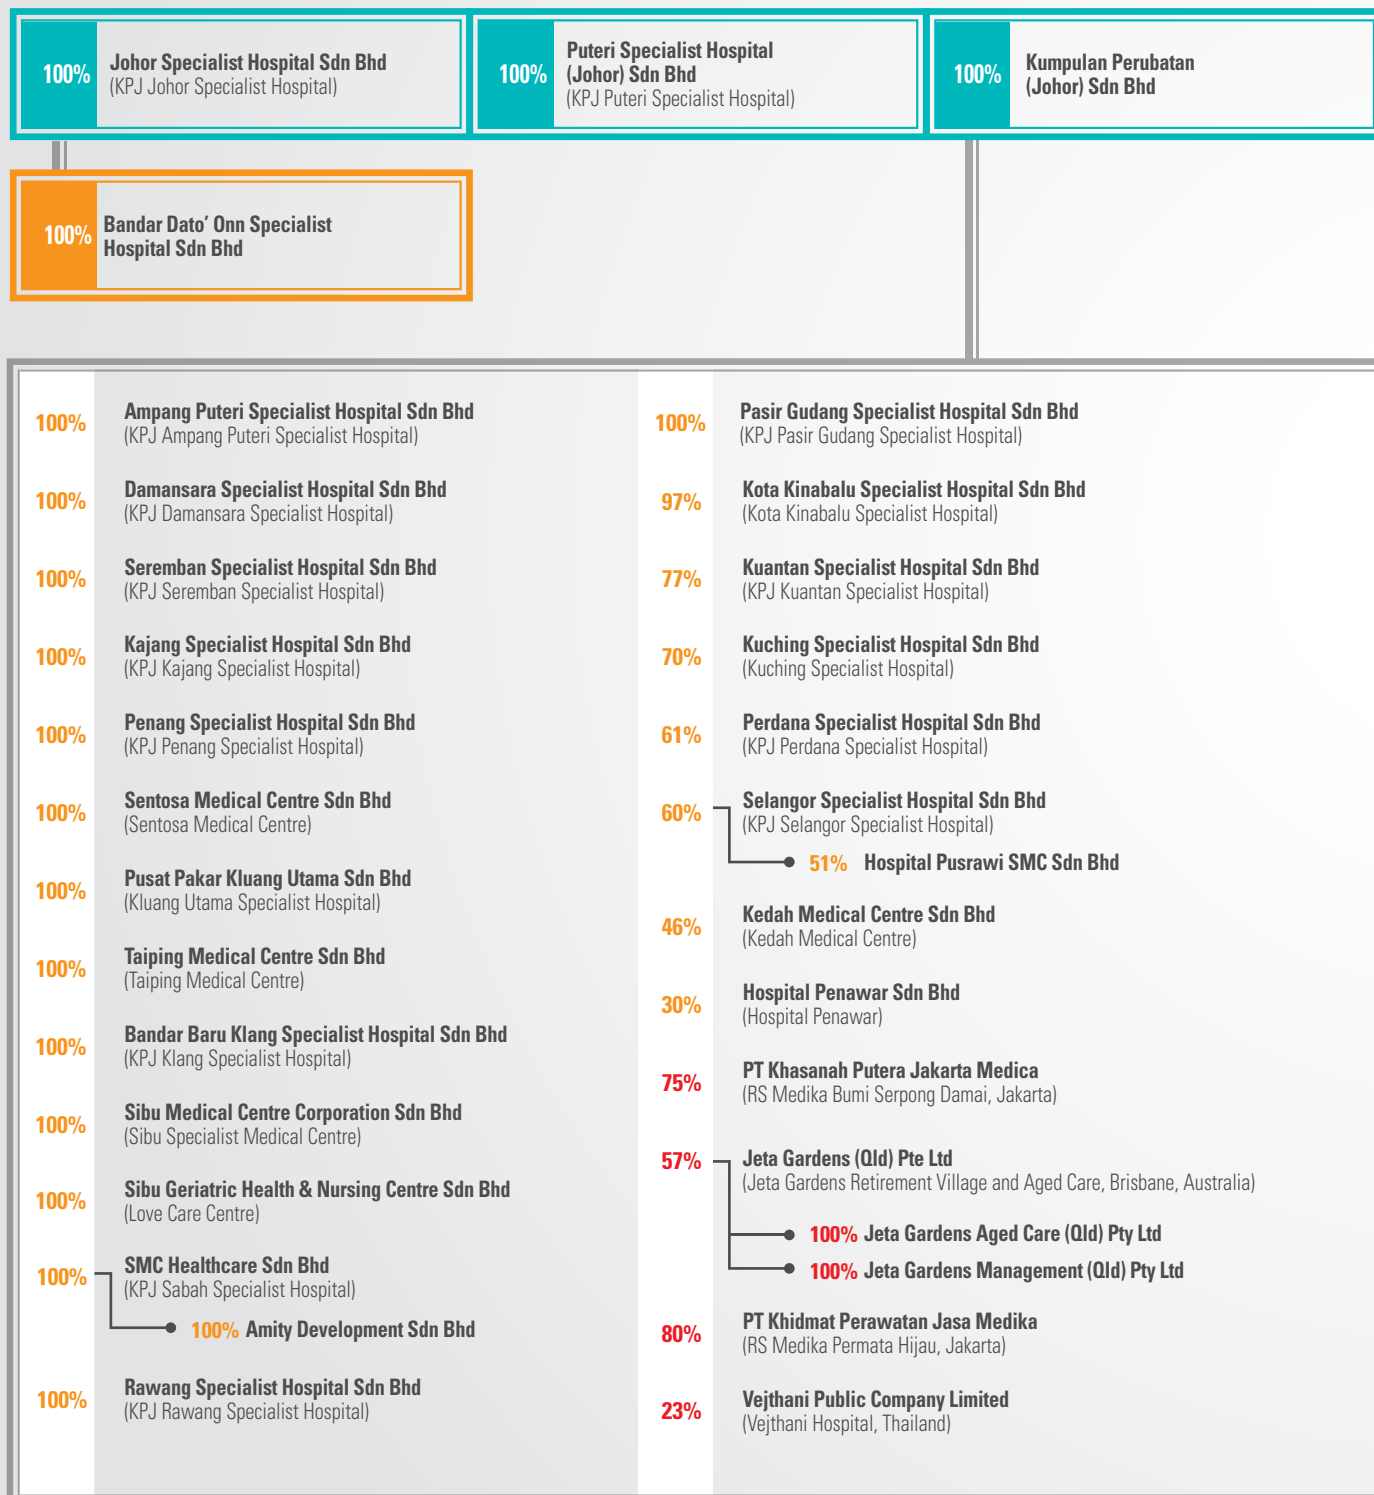 100%
Johor Specialist Hospital Sdn Bhd
(KPJ Johor Specialist Hospital)
100%
Puteri Specialist Hospital
(Johor) Sdn Bhd
(KPJ Puteri Specialist Hospital)
100%
Kumpulan Perubatan
(Johor) Sdn Bhd
100%
Bandar Dato’ Onn Specialist
Hospital Sdn Bhd
100%
Ampang Puteri Specialist Hospital Sdn Bhd
(KPJ Ampang Puteri Specialist Hospital)
100%
Damansara Specialist Hospital Sdn Bhd
(KPJ Damansara Specialist Hospital)
100%
Seremban Specialist Hospital Sdn Bhd
(KPJ Seremban Specialist Hospital)
100%
Kajang Specialist Hospital Sdn Bhd
(KPJ Kajang Specialist Hospital)
100%
Penang Specialist Hospital Sdn Bhd
(KPJ Penang Specialist Hospital)
100%
Sentosa Medical Centre Sdn Bhd
(Sentosa Medical Centre)
100%
Pusat Pakar Kluang Utama Sdn Bhd
(Kluang Utama Specialist Hospital)
100%
Taiping Medical Centre Sdn Bhd
(Taiping Medical Centre)
100%
Bandar Baru Klang Specialist Hospital Sdn Bhd
(KPJ Klang Specialist Hospital)
100%
Sibu Medical Centre Corporation Sdn Bhd
(Sibu Specialist Medical Centre)
100%
Sibu Geriatric Health & Nursing Centre Sdn Bhd
(Love Care Centre)
100%
SMC Healthcare Sdn Bhd
(KPJ Sabah Specialist Hospital)
100% Amity Development Sdn Bhd
100%
Rawang Specialist Hospital Sdn Bhd
(KPJ Rawang Specialist Hospital)
100%
Pasir Gudang Specialist Hospital Sdn Bhd
(KPJ Pasir Gudang Specialist Hospital)
97%
Kota Kinabalu Specialist Hospital Sdn Bhd
(Kota Kinabalu Specialist Hospital)
77%
Kuantan Specialist Hospital Sdn Bhd
(KPJ Kuantan Specialist Hospital)
70%
Kuching Specialist Hospital Sdn Bhd
(Kuching Specialist Hospital)
61%
Perdana Specialist Hospital Sdn Bhd
(KPJ Perdana Specialist Hospital)
60%
Selangor Specialist Hospital Sdn Bhd
(KPJ Selangor Specialist Hospital)
51% Hospital Pusrawi SMC Sdn Bhd
46%
Kedah Medical Centre Sdn Bhd
(Kedah Medical Centre)
30%
Hospital Penawar Sdn Bhd
(Hospital Penawar)
75%
PT Khasanah Putera Jakarta Medica
(RS Medika Bumi Serpong Damai, Jakarta)
57%
Jeta Gardens (Qld) Pte Ltd
(Jeta Gardens Retirement Village and Aged Care, Brisbane, Australia)
100% Jeta Gardens Aged Care (Qld) Pty Ltd
100% Jeta Gardens Management (Qld) Pty Ltd
80%
PT Khidmat Perawatan Jasa Medika
(RS Medika Permata Hijau, Jakarta)
23%
Vejthani Public Company Limited
(Vejthani Hospital, Thailand)